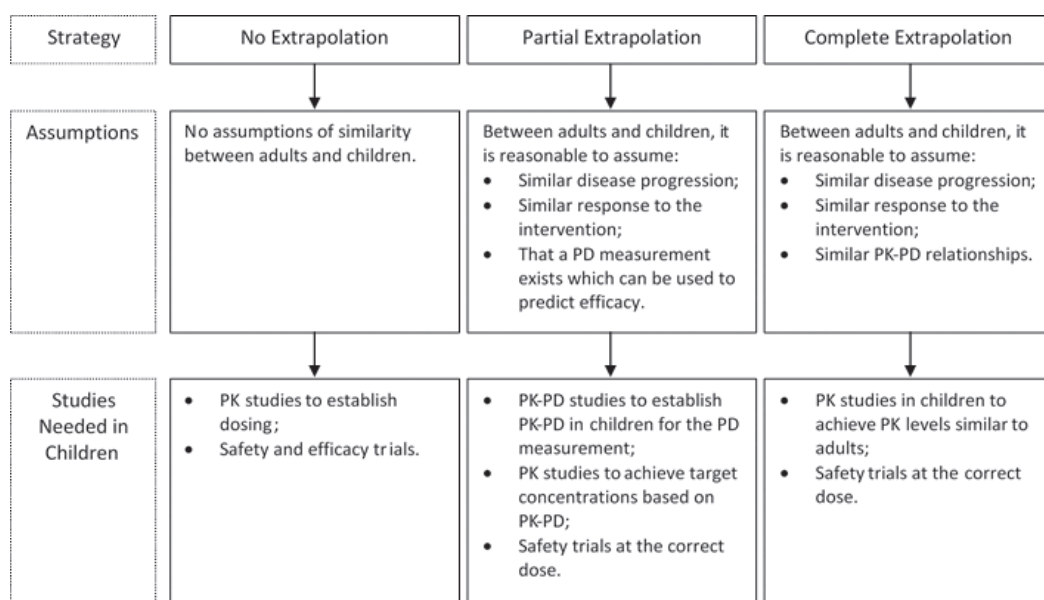 Strategy
No Extrapolation
Partial Extrapolation
Complete Extrapolation
Assumptions
No assumptions of similarity
between adults and children.
Between adults and children, it
is reasonable to assume:
• Similar disease progression;
• Similar response to the
intervention;
• That a PD measurement
exists which can be used to
predict efficacy.
Between adults and children, it
is reasonable to assume:
• Similar disease progression;
• Similar response to the
intervention;
• Similar PK-PD relationships.
Studies
Needed in
Children
• PK studies to establish
dosing;
• Safety and efficacy trials.
• PK-PD studies to establish
PK-PD in children for the PD
measurement;
• PK studies to achieve target
concentrations based on
PK-PD;
• Safety trials at the correct
dose.
• PK studies in children to
achieve PK levels similar to
adults;
• Safety trials at the correct
dose.